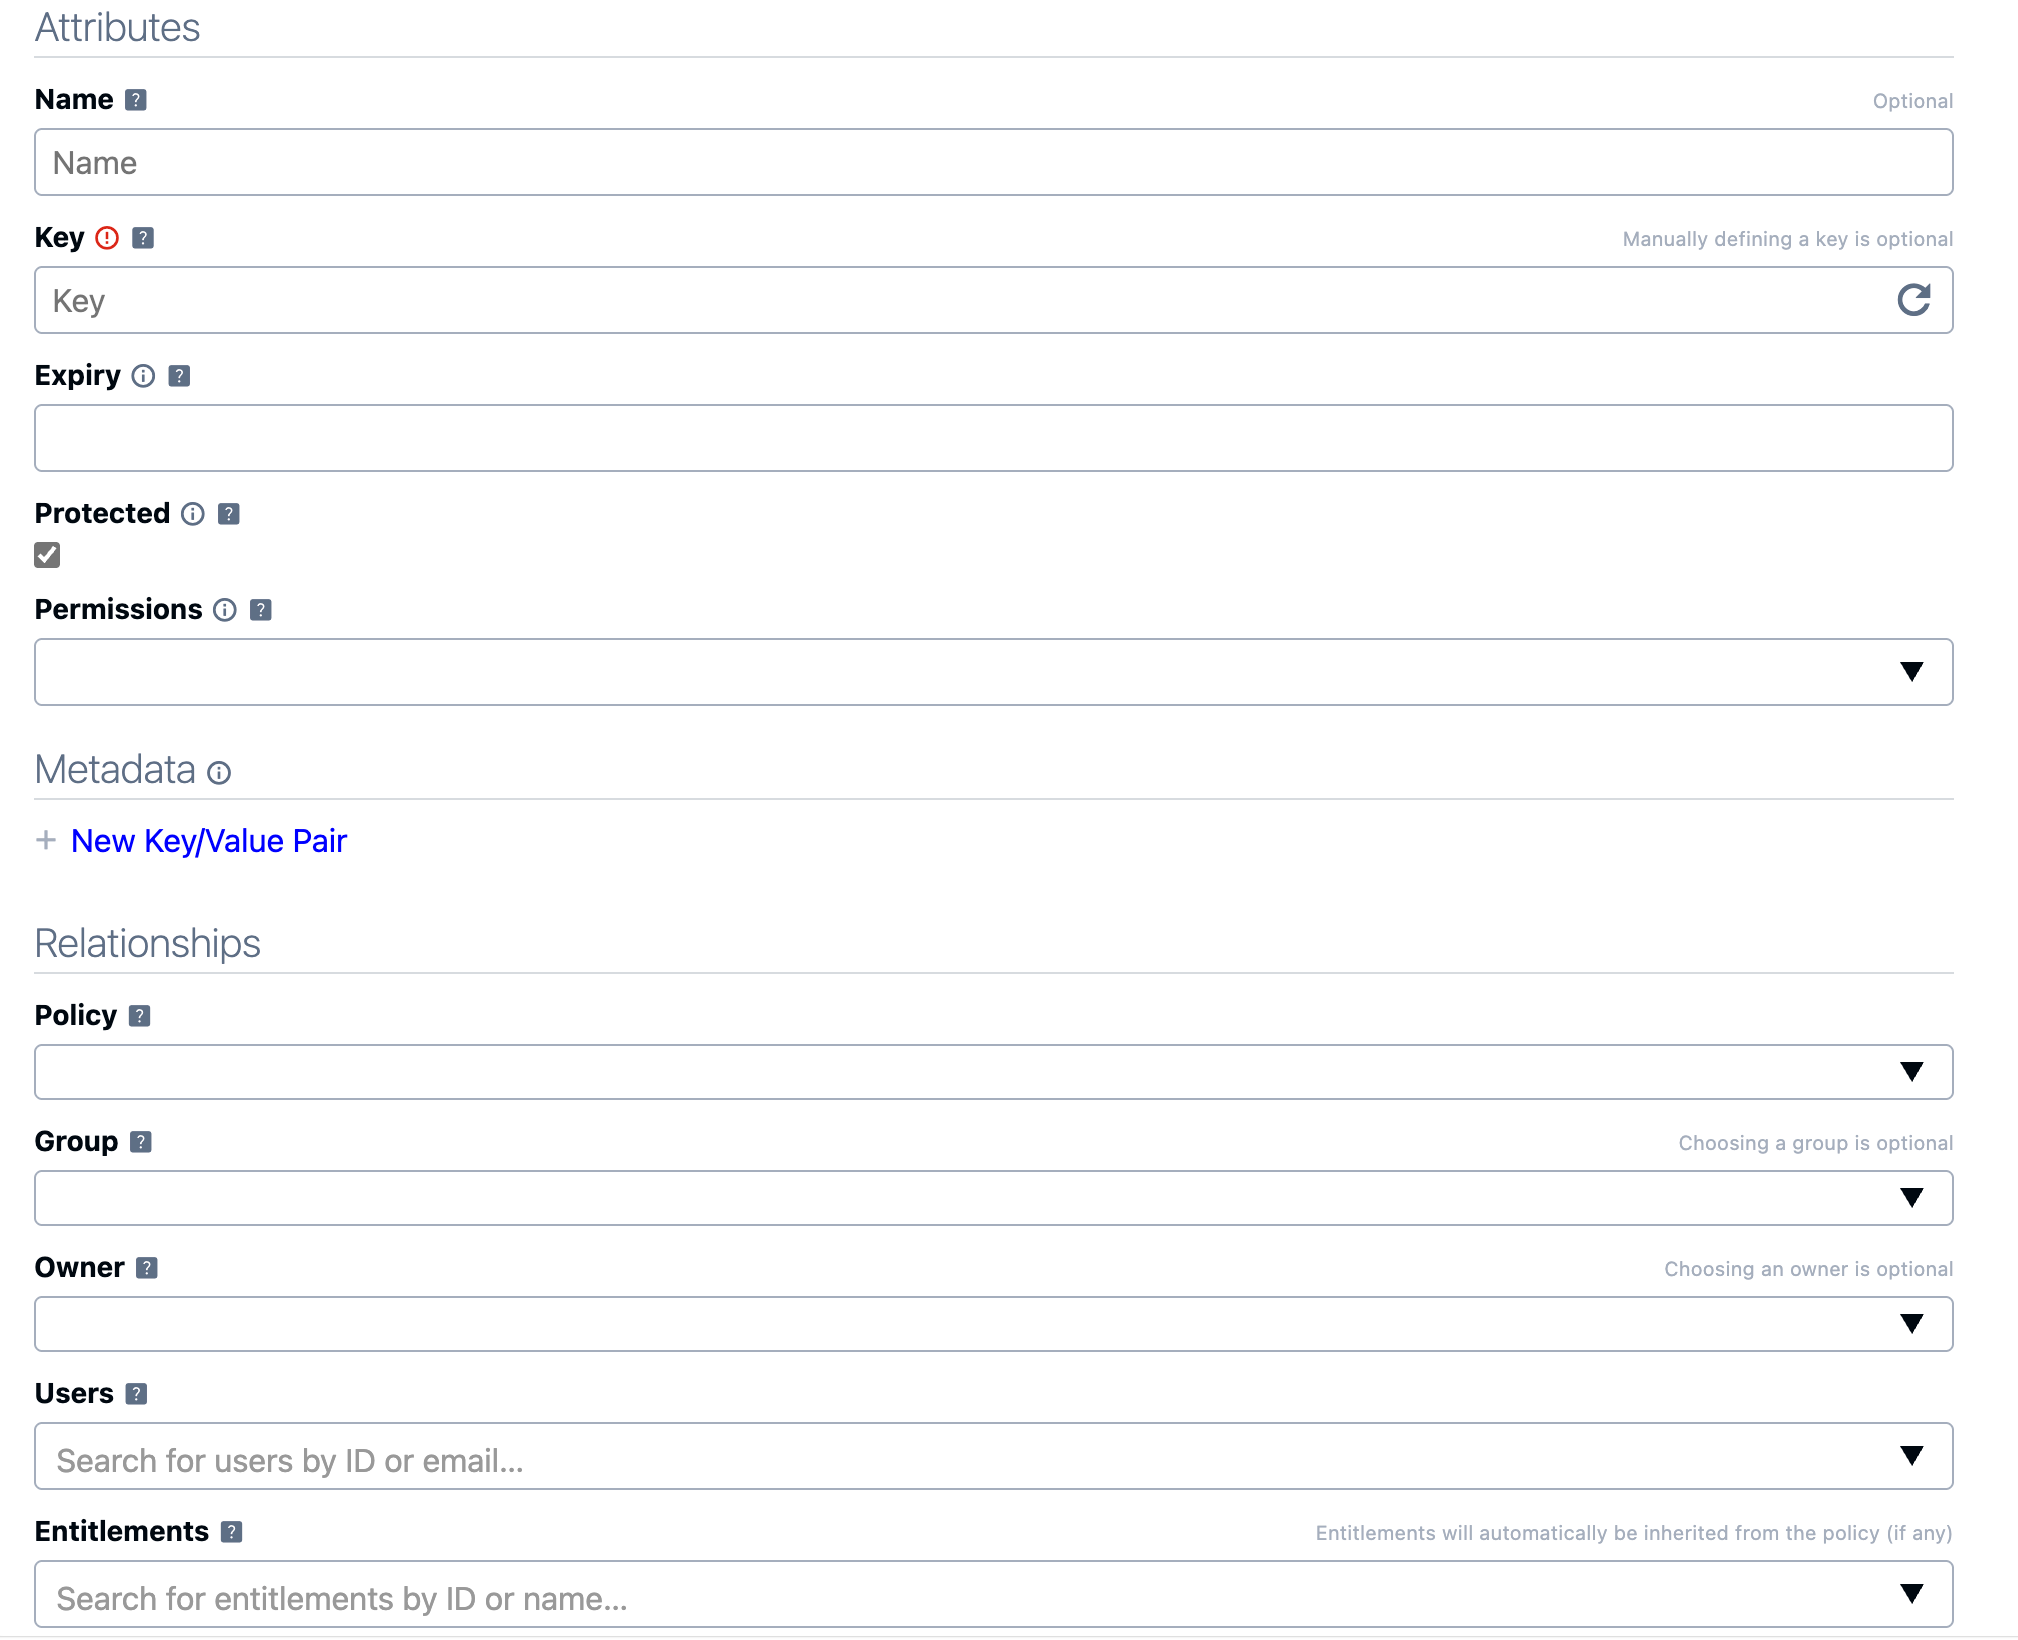 Attributes
Name ?
Optional
Name
Key ?
Manually defining a key is optional
Key
Expiry ?
Protected ?
Permissions ?
Metadata
+ New Key/Value Pair
Relationships
Policy ?
Group ?
Choosing a group is optional
Owner ?
Choosing an owner is optional
Users ?
Search for users by ID or email...
Entitlements ?
Entitlements will automatically be inherited from the policy (if any)
Search for entitlements by ID or name...